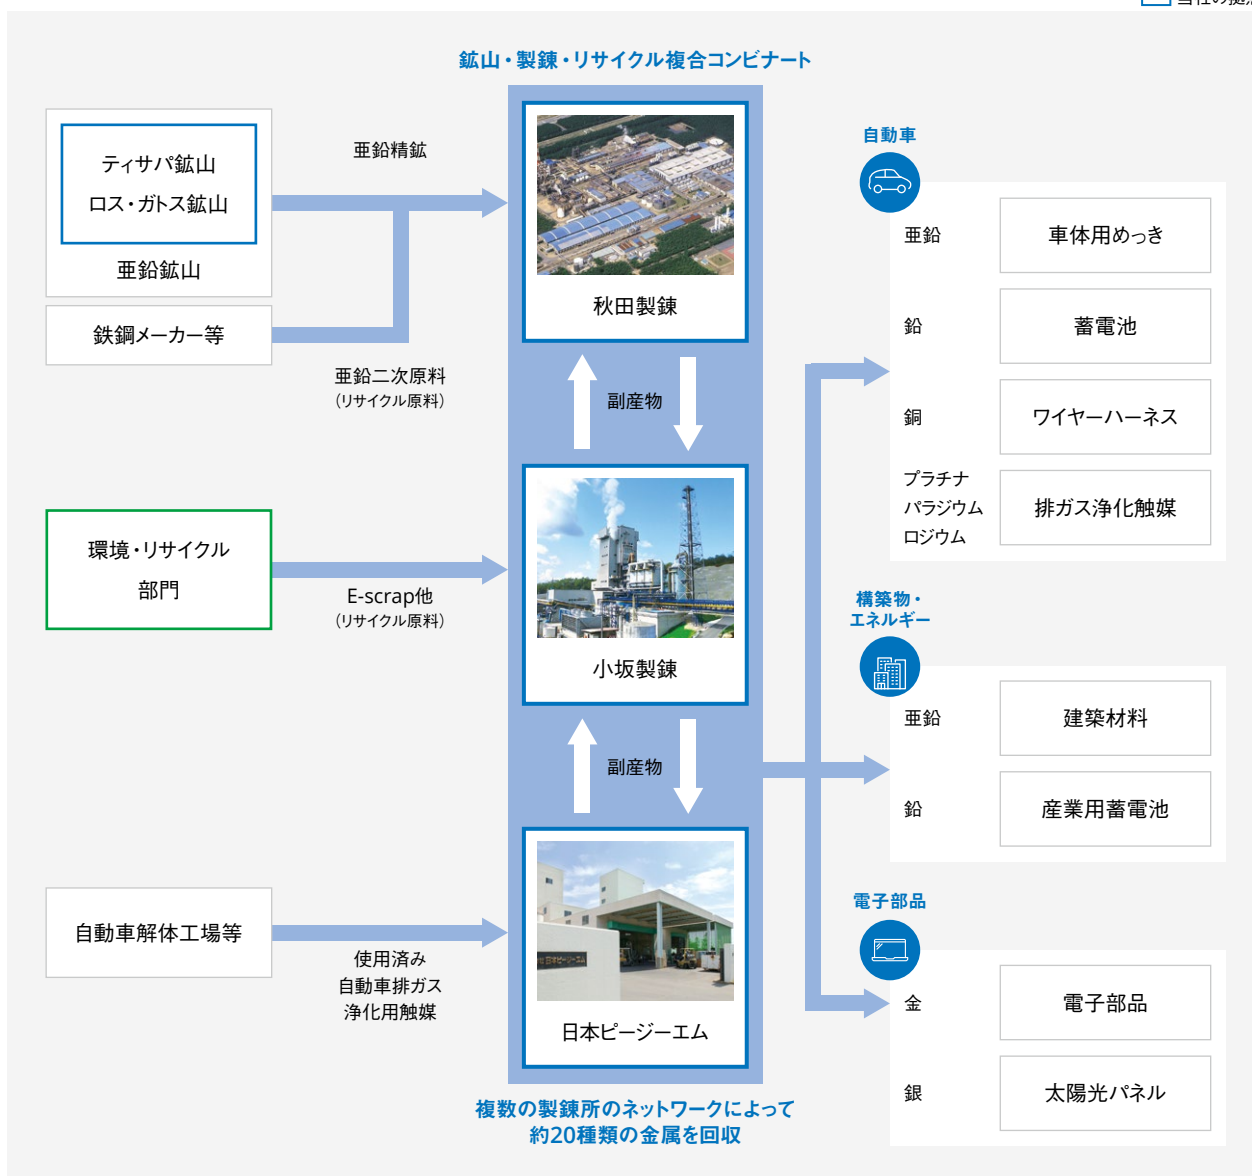 鉱山・製錬・リサイクル複合コンビナート
ティサパ鉱山
ロス・ガトス鉱山
亜鉛鉱山
鉄鋼メーカー等
亜鉛精鉱
亜鉛二次原料
（リサイクル原料）
秋田製錬
副産物
環境・リサイクル
部門
E-scrap他
（リサイクル原料）
小坂製錬
副産物
自動車解体工場等
使用済み
自動車排ガス
浄化用触媒
日本ピージーエム
複数の製錬所のネットワークによって
約20種類の金属を回収
自動車
亜鉛
車体用めっき
鉛
蓄電池
銅
ワイヤーハーネス
プラチナ
パラジウム
ロジウム
排ガス浄化触媒
構築物・
エネルギー
亜鉛
建築材料
鉛
産業用蓄電池
電子部品
金
電子部品
銀
太陽光パネル